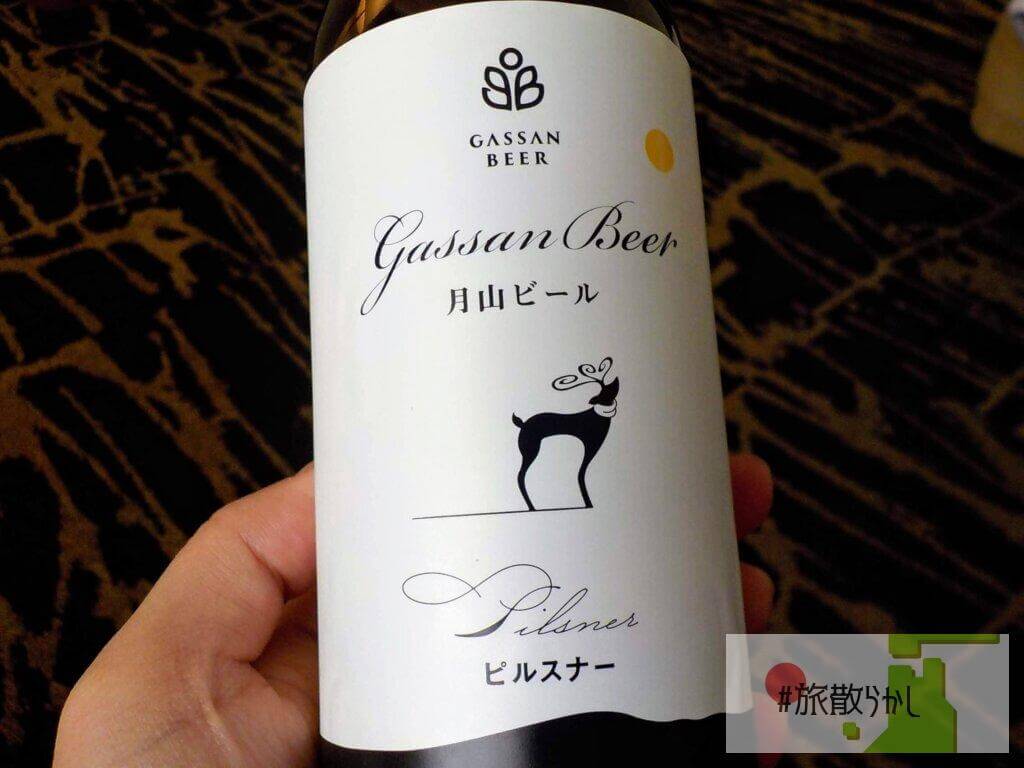 GASSAN
BEER
Gassan Beer
月山ビール
Pilsner
ピルスナー
#旅散らかし